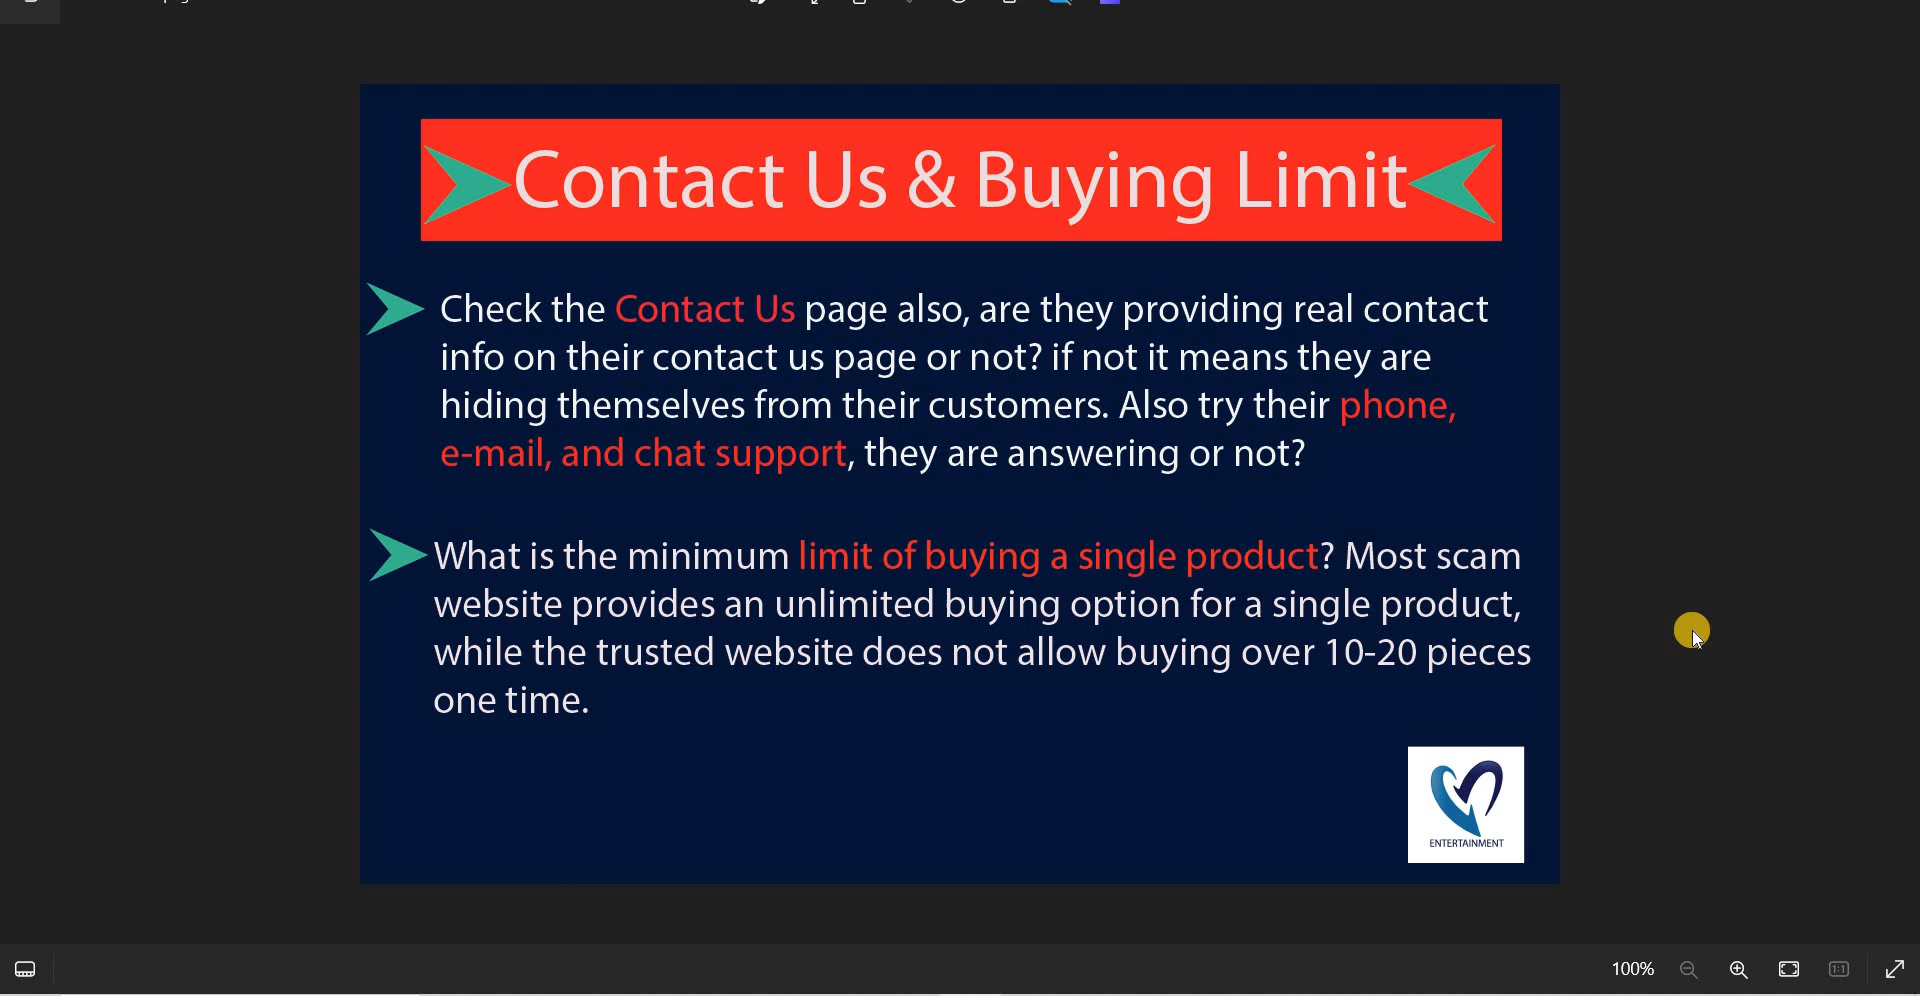 Contact Us & Buying Limit
Check the Contact Us page also, are they providing real contact
info on their contact us page or not? if not it means they are
hiding themselves from their customers. Also try their phone,
e-mail, and chat support, they are answering or not?
What is the minimum limit of buying a single product? Most scam
website provides an unlimited buying option for a single product,
while the trusted website does not allow buying over 10-20 pieces
one time.
ENTERTAINMENT
100%
1:1